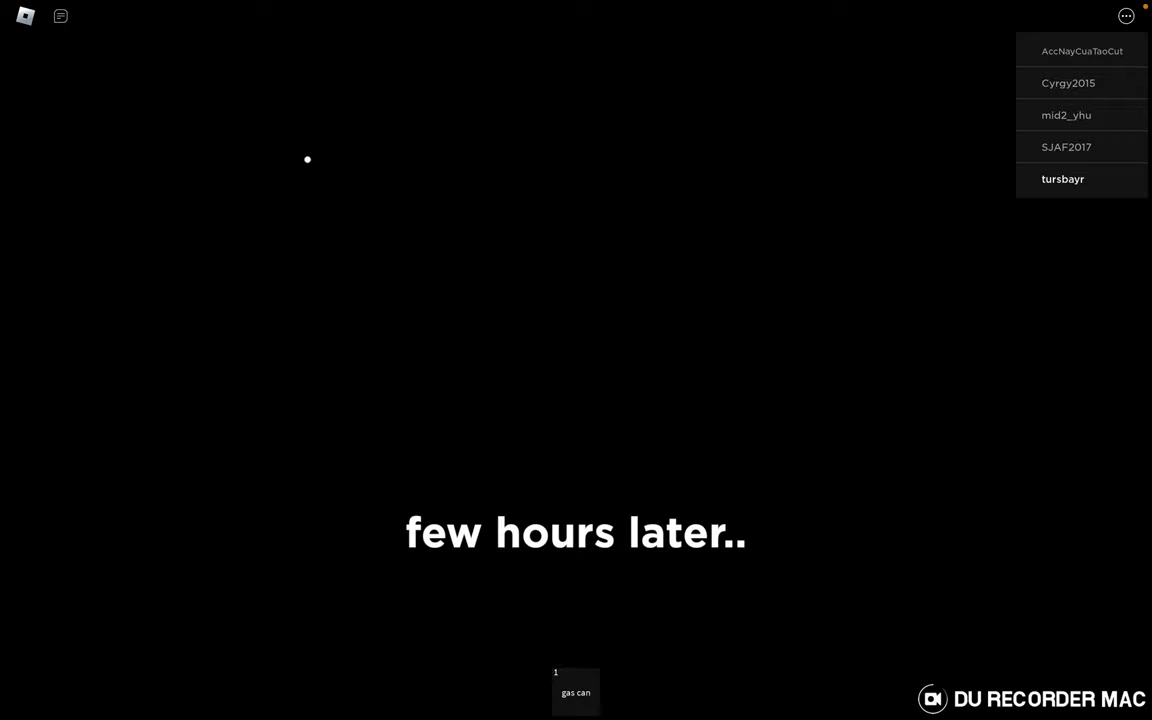 AccNayCuaTaoCut
Cyrgy2015
mid2_yhu
SJAF2017
tursbayr
few hours later..
1
gas can
DU RECORDER MAC